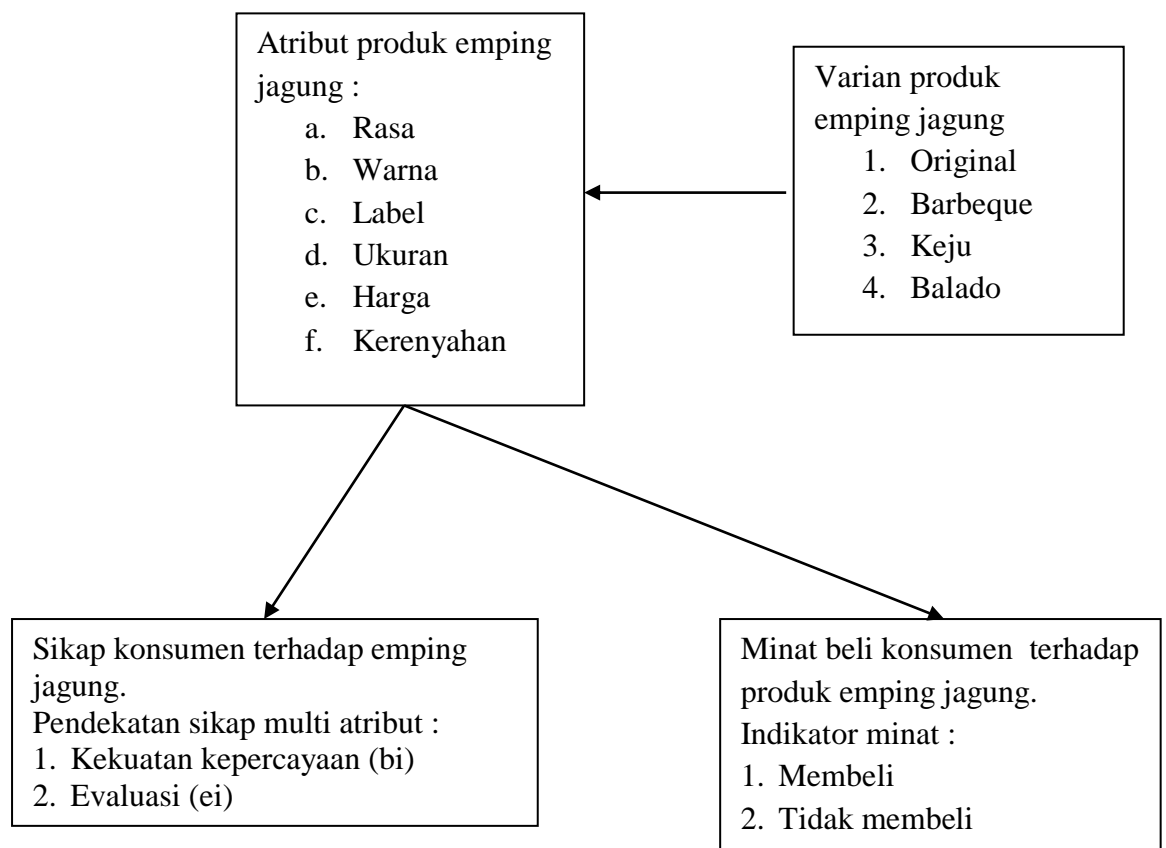 Atribut produk emping
jagung :
a. Rasa
b. Warna
c. Label
d. Ukuran
e. Harga
f. Kerenyahan
Varian produk
emping jagung
1. Original
2. Barbeque
3. Keju
4. Balado
Sikap konsumen terhadap emping
jagung.
Pendekatan sikap multi atribut :
1. Kekuatan kepercayaan (bi)
2. Evaluasi (ei)
Minat beli konsumen terhadap
produk emping jagung.
Indikator minat :
1. Membeli
2. Tidak membeli